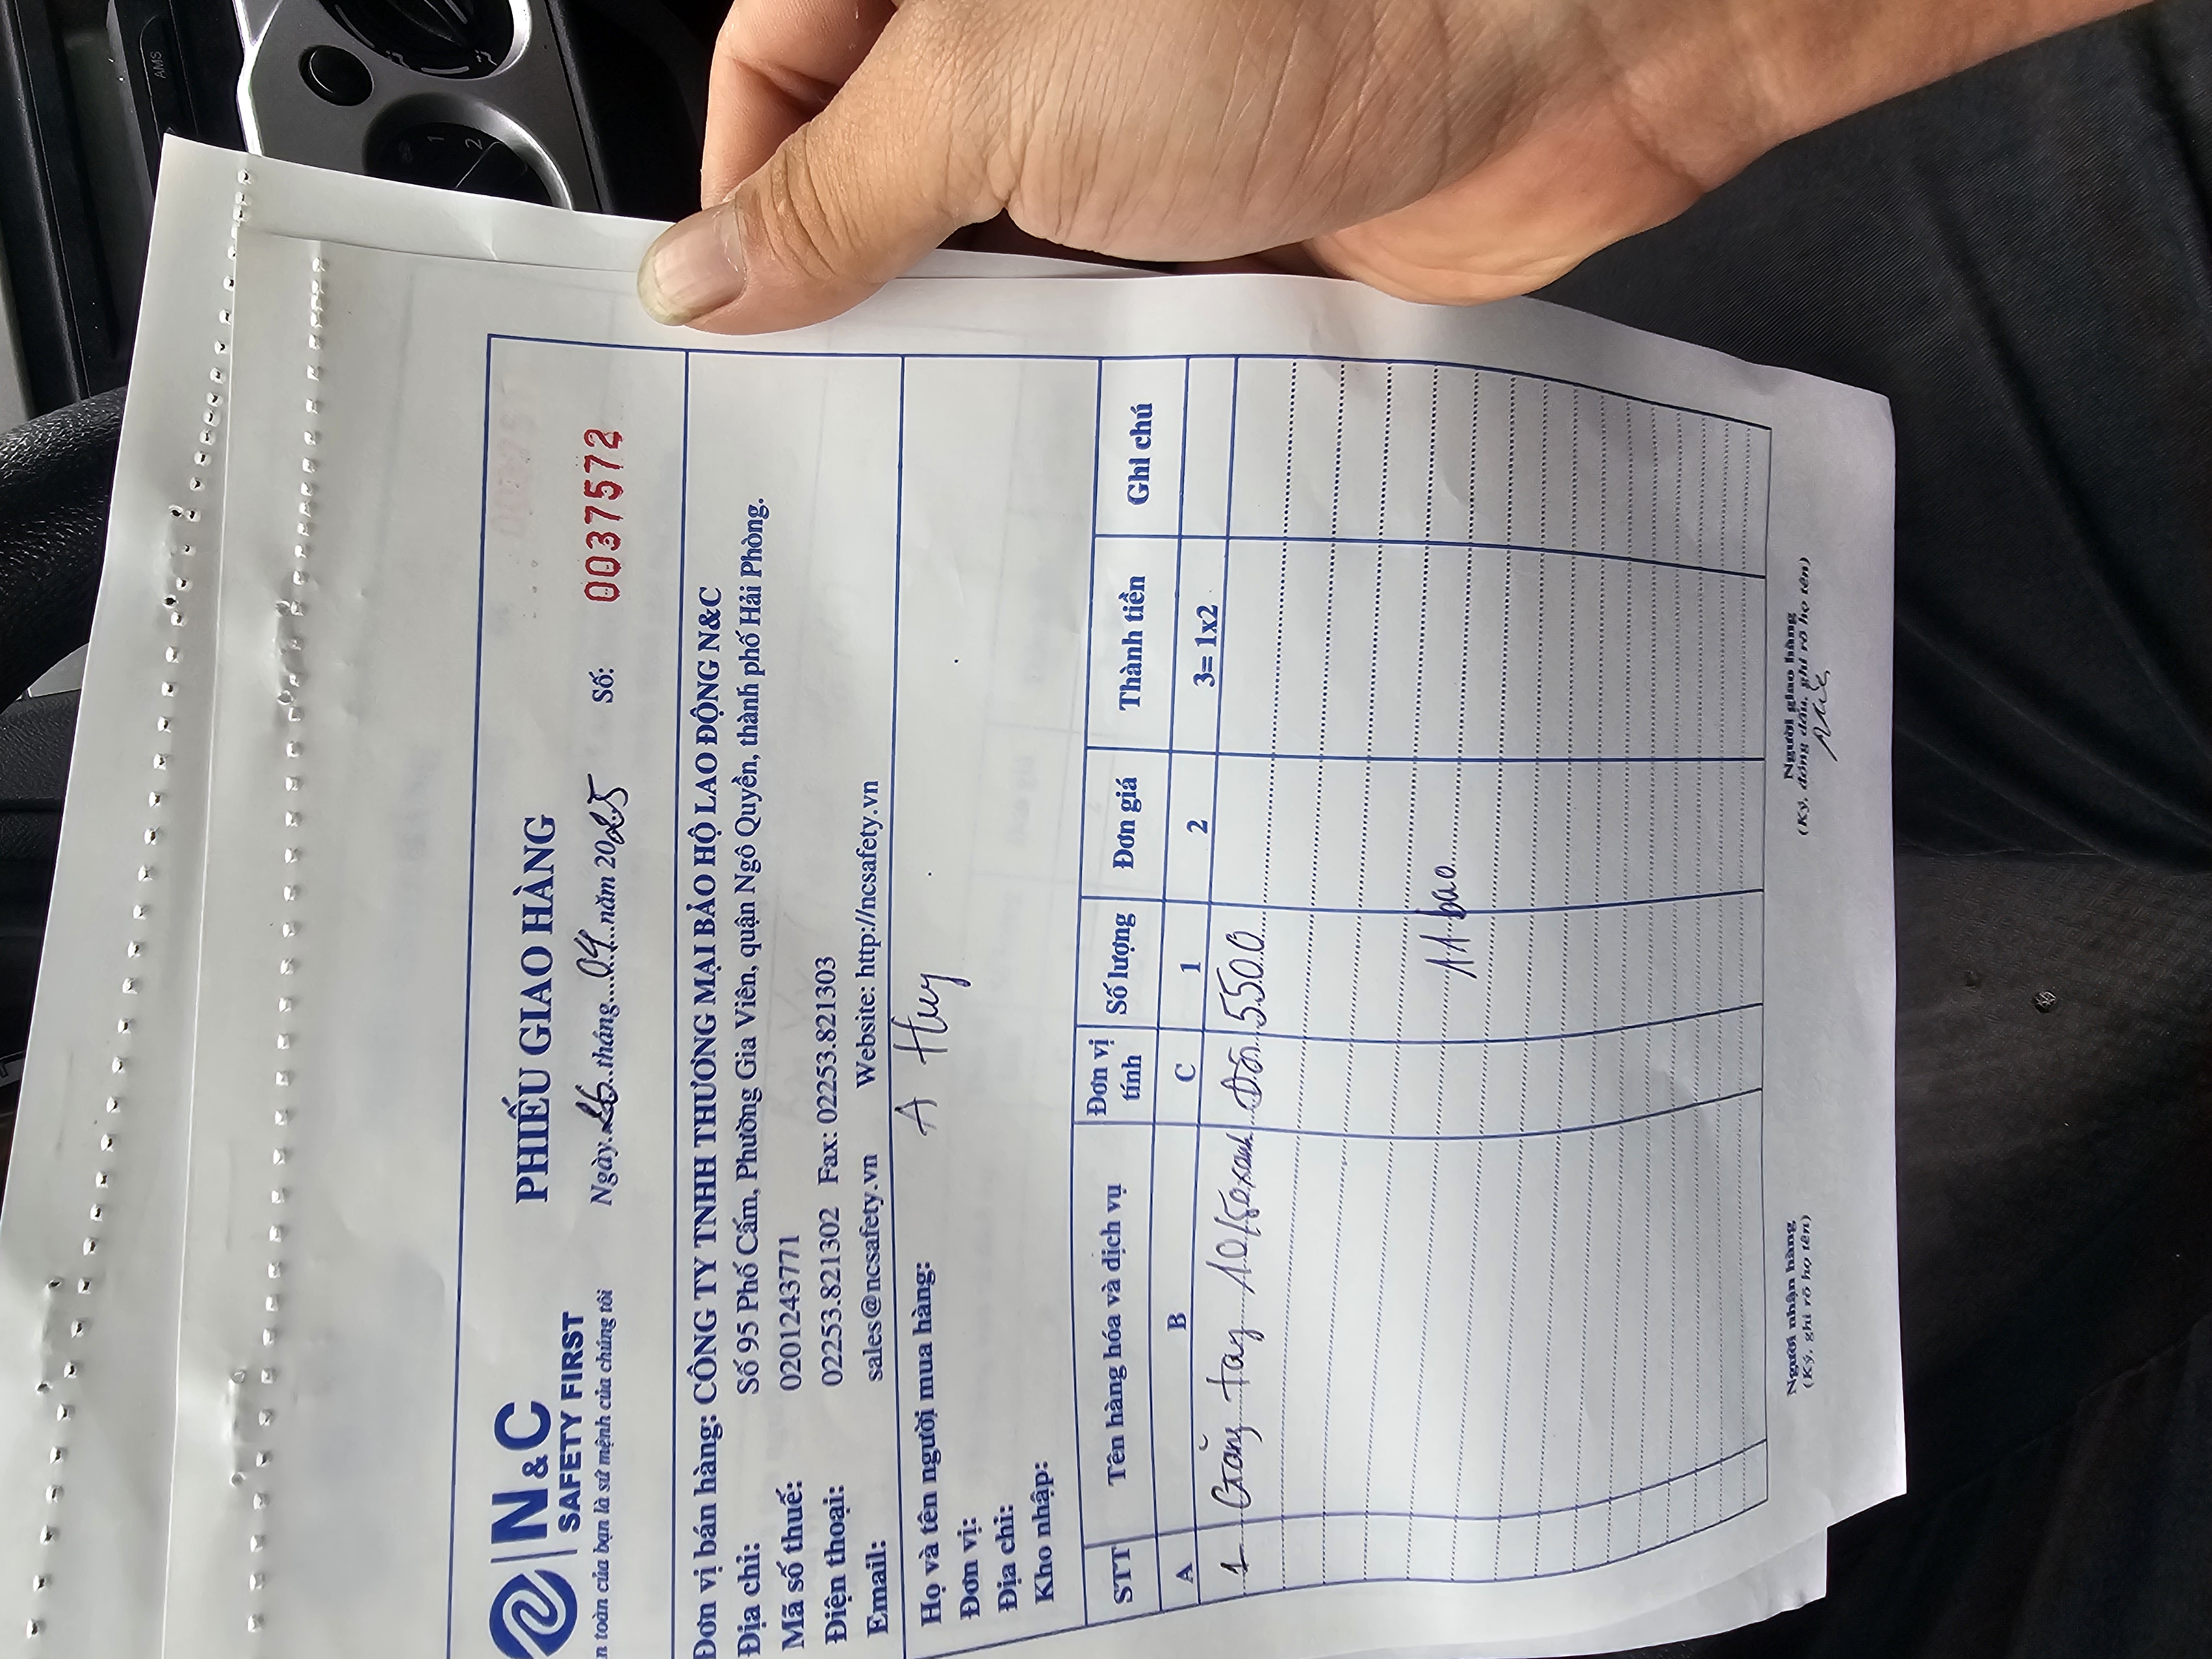 N&C
SAFETY FIRST
n toàn của bạn là sứ mệnh của chúng tôi
PHIẾU GIAO HÀNG
Ngày 26 tháng 04 năm 2025 Số: 0037572
Đơn vị bán hàng: CÔNG TY TNHH THƯƠNG MẠI BẢO HỘ LAO ĐỘNG N&C
Địa chỉ: Số 95 Phố Cấm, Phường Gia Viên, quận Ngô Quyền, thành phố Hải Phòng.
Mã số thuế: 0201243771
Điện thoại: 02253.821302 Fax: 02253.821303
Email: sales@ncsafety.vn Website: http://ncsafety.vn
Họ và tên người mua hàng: A Huy
Đơn vị:
Địa chỉ:
Kho nhập:
STT Tên hàng hóa và dịch vụ Đơn vị tính Số lượng Đơn giá Thành tiền Ghi chú
A B C 1 2 3= 1x2
1 Găng tay Đôi 5500
11 bao
Người nhận hàng Người giao hàng
(Ký, ghi rõ họ tên) (Ký, đóng dấu, ghi rõ họ tên)
AMS
1
2